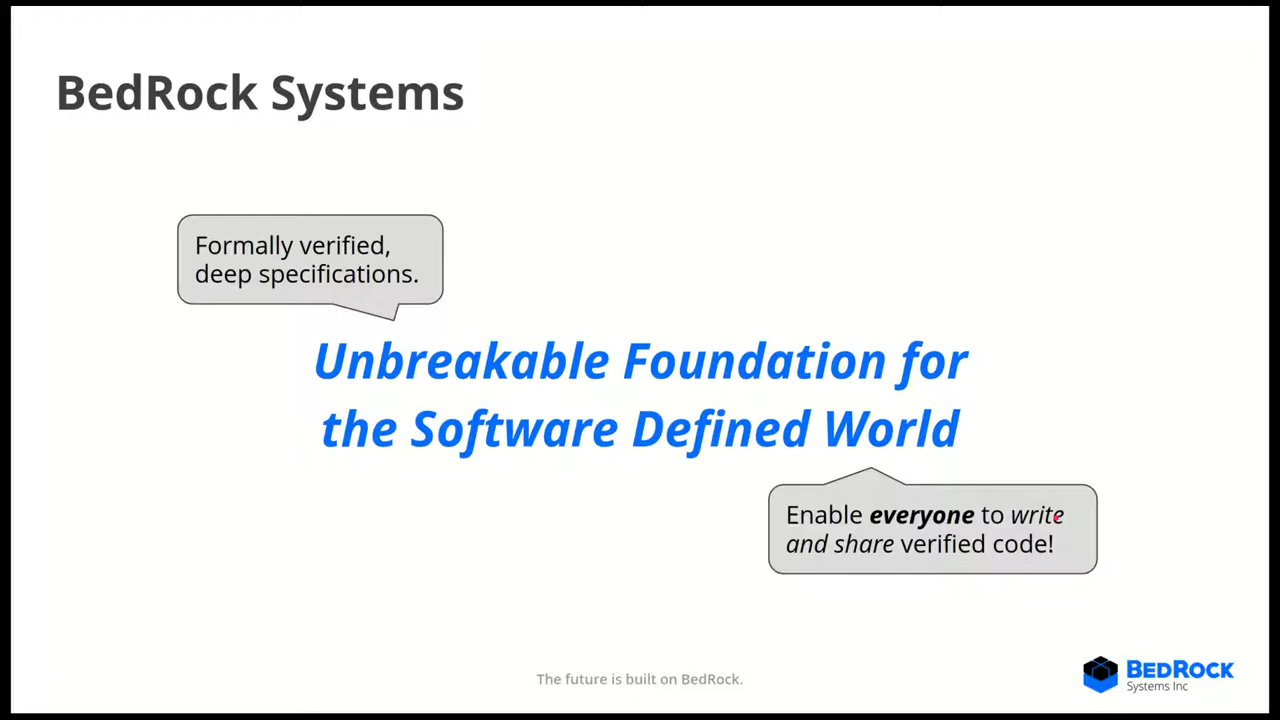 BedRock Systems
Formally verified,
deep specifications.
Unbreakable Foundation for
the Software Defined World
Enable everyone to write
and share verified code!
The future is built on BedRock.
BEDROCK
Systems Inc